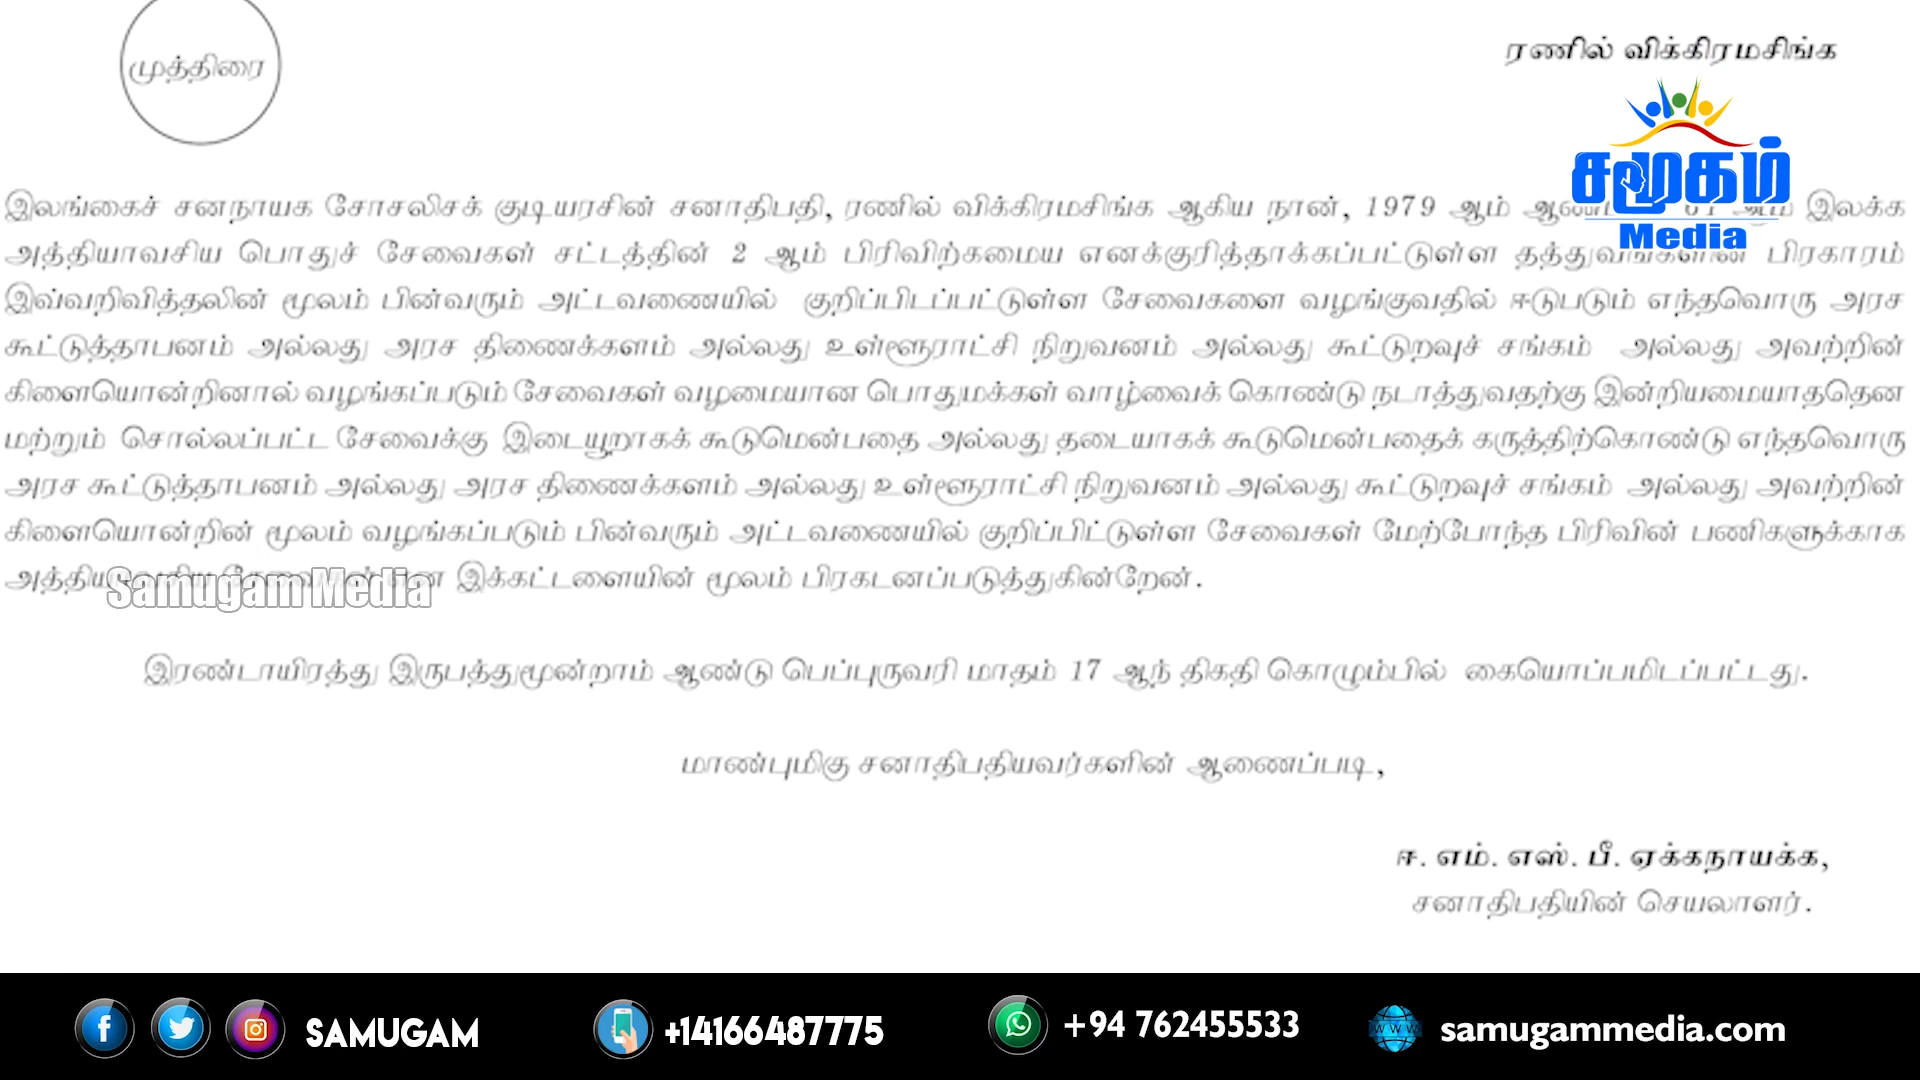 முத்திரை
ரணில் விக்கிரமசிங்க
சமூகம்
Media
இலங்கைச் சனநாயக சோசலிசக் குடியரசின் சனாதிபதி, ரணில் விக்கிரமசிங்க ஆகிய நான், 1979 ஆம் இலக்க
அத்தியாவசிய பொதுச் சேவைகள் சட்டத்தின் 2 ஆம் பிரிவிற்கமைய எனக்குரித்தாக்கப்பட்டுள்ள தத்துவங்களின் பிரகாரம்
இவ்வறிவித்தலின் மூலம் பின்வரும் அட்டவணையில் குறிப்பிடப்பட்டுள்ள சேவைகளை வழங்குவதில் ஈடுபடும் எந்தவொரு அரச
கூட்டுத்தாபனம் அல்லது அரச திணைக்களம் அல்லது உள்ளூராட்சி நிறுவனம் அல்லது கூட்டுறவுச் சங்கம் அல்லது அவற்றின்
கிளையொன்றினால் வழங்கப்படும் சேவைகள் வழமையான பொதுமக்கள் வாழ்வைக் கொண்டு நடாத்துவதற்கு இன்றியமையாததென
மற்றும் சொல்லப்பட்ட சேவைக்கு இடையூறாகக் கூடுமென்பதை அல்லது தடையாகக் கூடுமென்பதைக் கருத்திற்கொண்டு எந்தவொரு
அரச கூட்டுத்தாபனம் அல்லது அரச திணைக்களம் அல்லது உள்ளூராட்சி நிறுவனம் அல்லது கூட்டுறவுச் சங்கம் அல்லது அவற்றின்
கிளையொன்றின் மூலம் வழங்கப்படும் பின்வரும் அட்டவணையில் குறிப்பிட்டுள்ள சேவைகள் மேற்போந்த பிரிவின் பணிகளுக்காக
இக்கட்டளையின் மூலம் பிரகடனப்படுத்துகின்றேன்.
Samugam Media
இரண்டாயிரத்து இருபத்துமூன்றாம் ஆண்டு பெப்புருவரி மாதம் 17 ஆந் திகதி கொழும்பில் கையொப்பமிடப்பட்டது.
மாண்புமிகு சனாதிபதியவர்களின் ஆணைப்படி,
ஈ. எம். எஸ். பீ. ஏக்கநாயக்க,
சனாதிபதியின் செயலாளர்.
SAMUGAM
+14166487775
+94 762455533
www
samugammedia.com